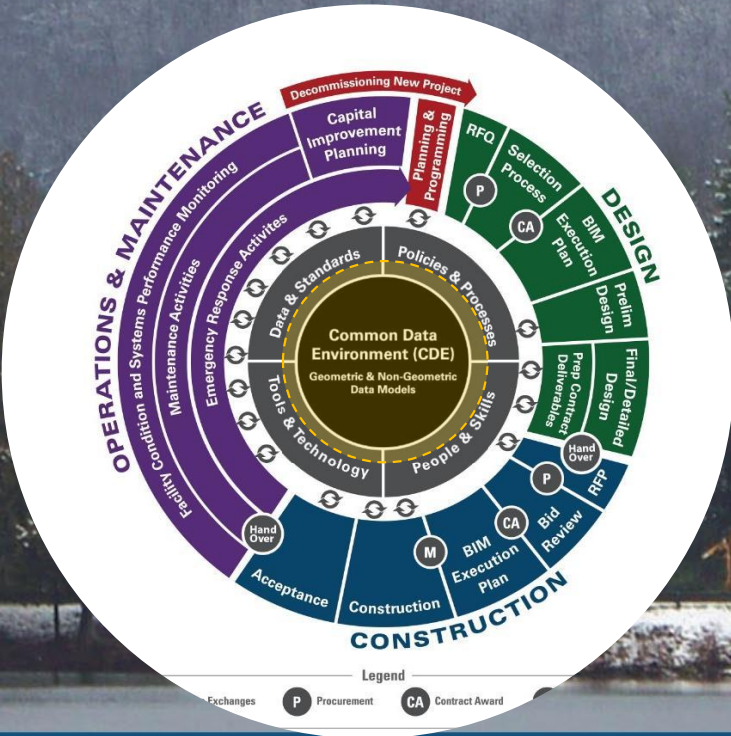 Decommissioning New Project
OPERATIONS & MAINTENANCE
Capital
Improvement
Planning
Planning &
Programming
RFQ
P
Selection
Process
CA
BIM
Execution
Plan
DESIGN
Prelim
Design
Final/Detailed
Design
Prep Contract
Deliverables
Hand
Over
Facility Condition and Systems Performance Monitoring
Maintenance Activities
Emergency Response Activites
Data & Standards
Policies & Processes
Common Data
Environment (CDE)
Geometric & Non-Geometric
Data Models
Tools & Technology
People & Skills
RFP
P
Bid
Review
CA
BIM
Execution
Plan
M
Construction
Acceptance
Hand
Over
CONSTRUCTION
Legend
Exchanges
P Procurement
CA Contract Award